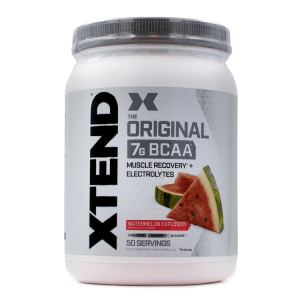 XTEND
X
THE
ORIGINAL
7G BCAA
MUSCLE RECOVERY +
ELECTROLYTES
WATERMELON EXPLOSION
50 SERVINGS